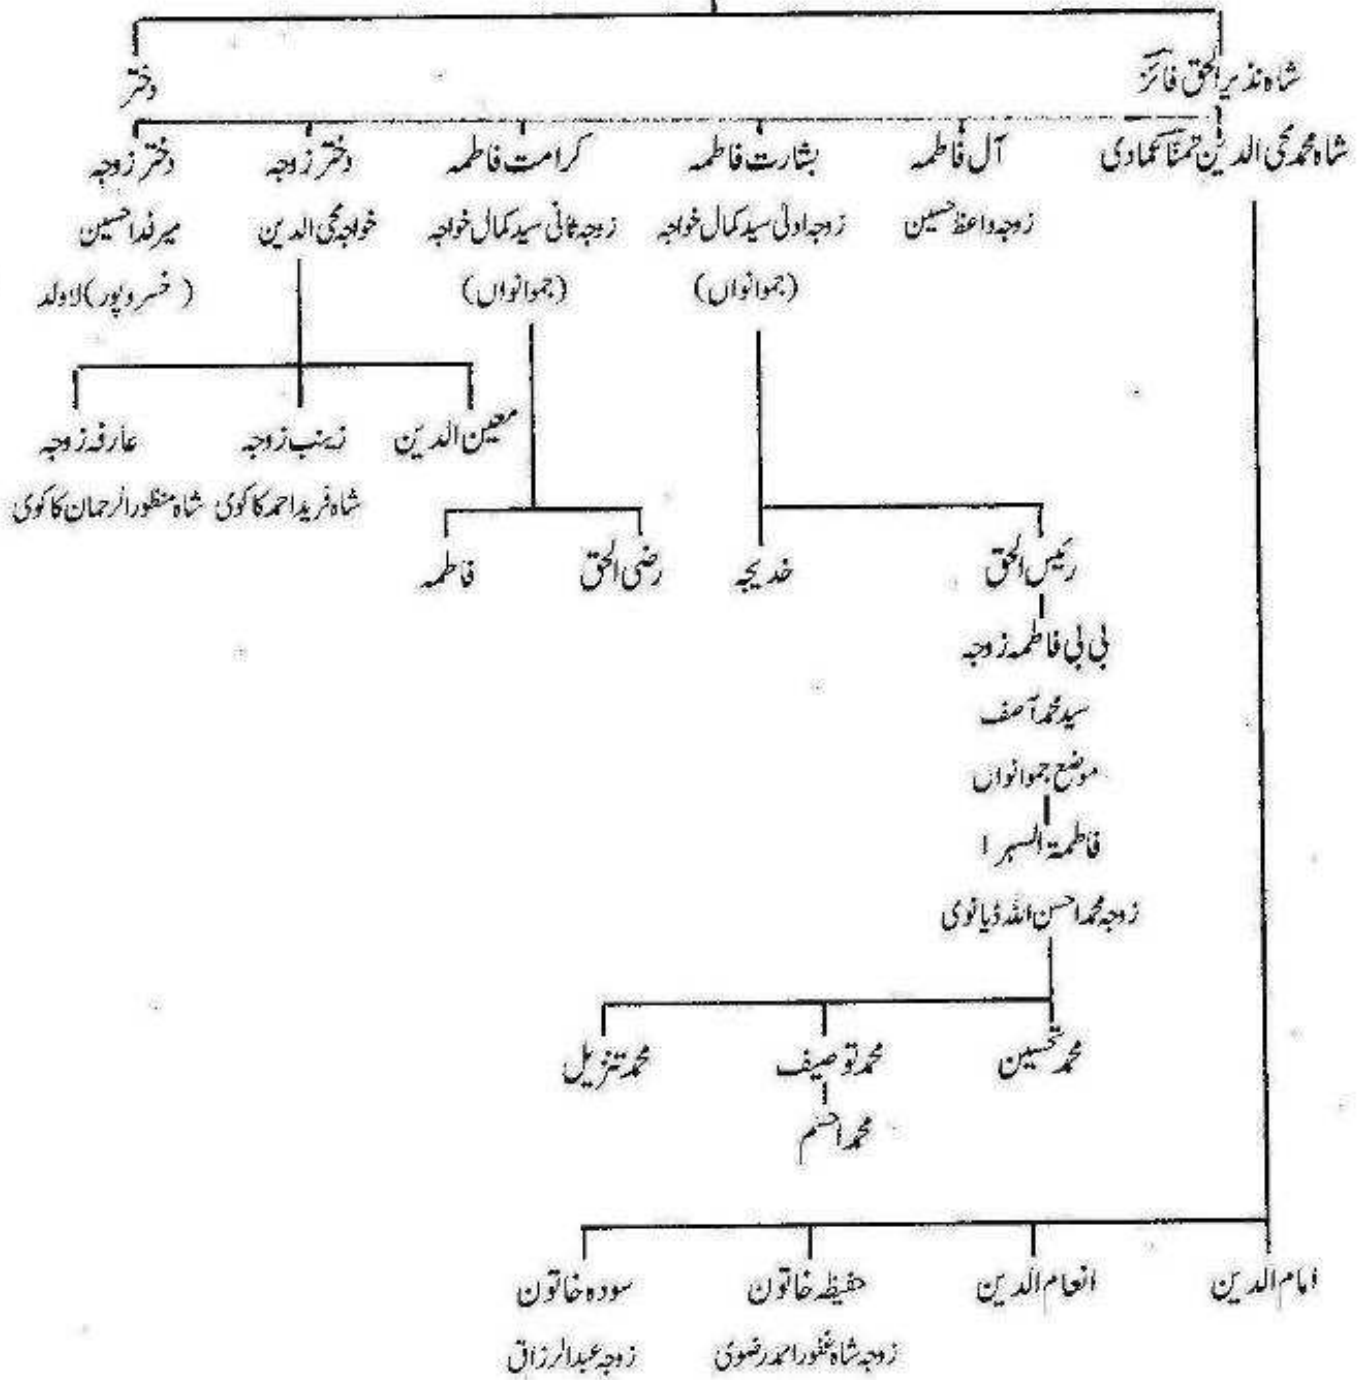 شاہ نذیر الحق فائز دختر
شاہ محمد محی الدین تمنا عمادی آل فاطمہ بشارت فاطمہ کرامت فاطمہ دختر زوجہ دختر زوجہ
زوجہ واعظ حسین زوجہ اولیٰ سید کمال خواجہ زوجہ ثانی سید کمال خواجہ خواجہ محی الدین میر فدا حسین
(جموانواں) (جموانواں) (خسروپور) لاولد
معین الدین زینب زوجہ عارفہ زوجہ
شاہ فرید احمد کاکوی شاہ منظور الرحمان کاکوی
رئیس الحق خدیجہ رضی الحق فاطمہ
بی بی فاطمہ زوجہ
سید محمد آصف
موضع جموانواں
فاطمۃ السہرا
زوجہ محمد احسن اللہ ڈیانوی
محمد تحسین محمد توصیف محمد تنزیل
محمد
امام الدین انعام الدین حفیظہ خاتون سودہ خاتون
زوجہ شاہ غفور احمد رضوی زوجہ عبدالرزاق